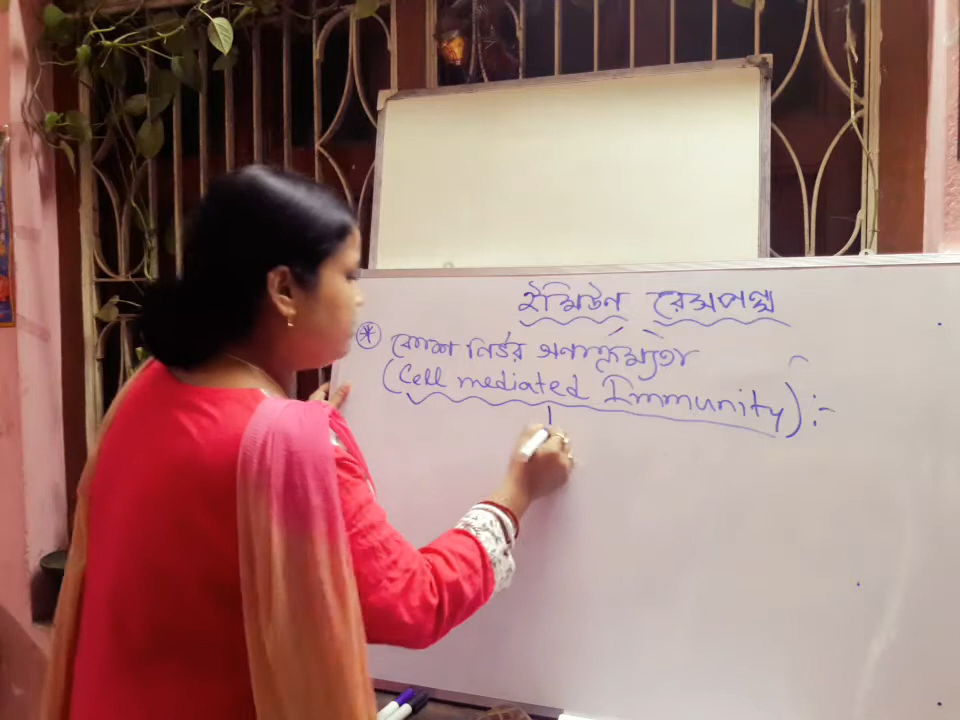 ইমিউন রেসপন্স
* কোশ নির্ভর অনাক্রম্যতা
(Cell mediated Immunity) :-